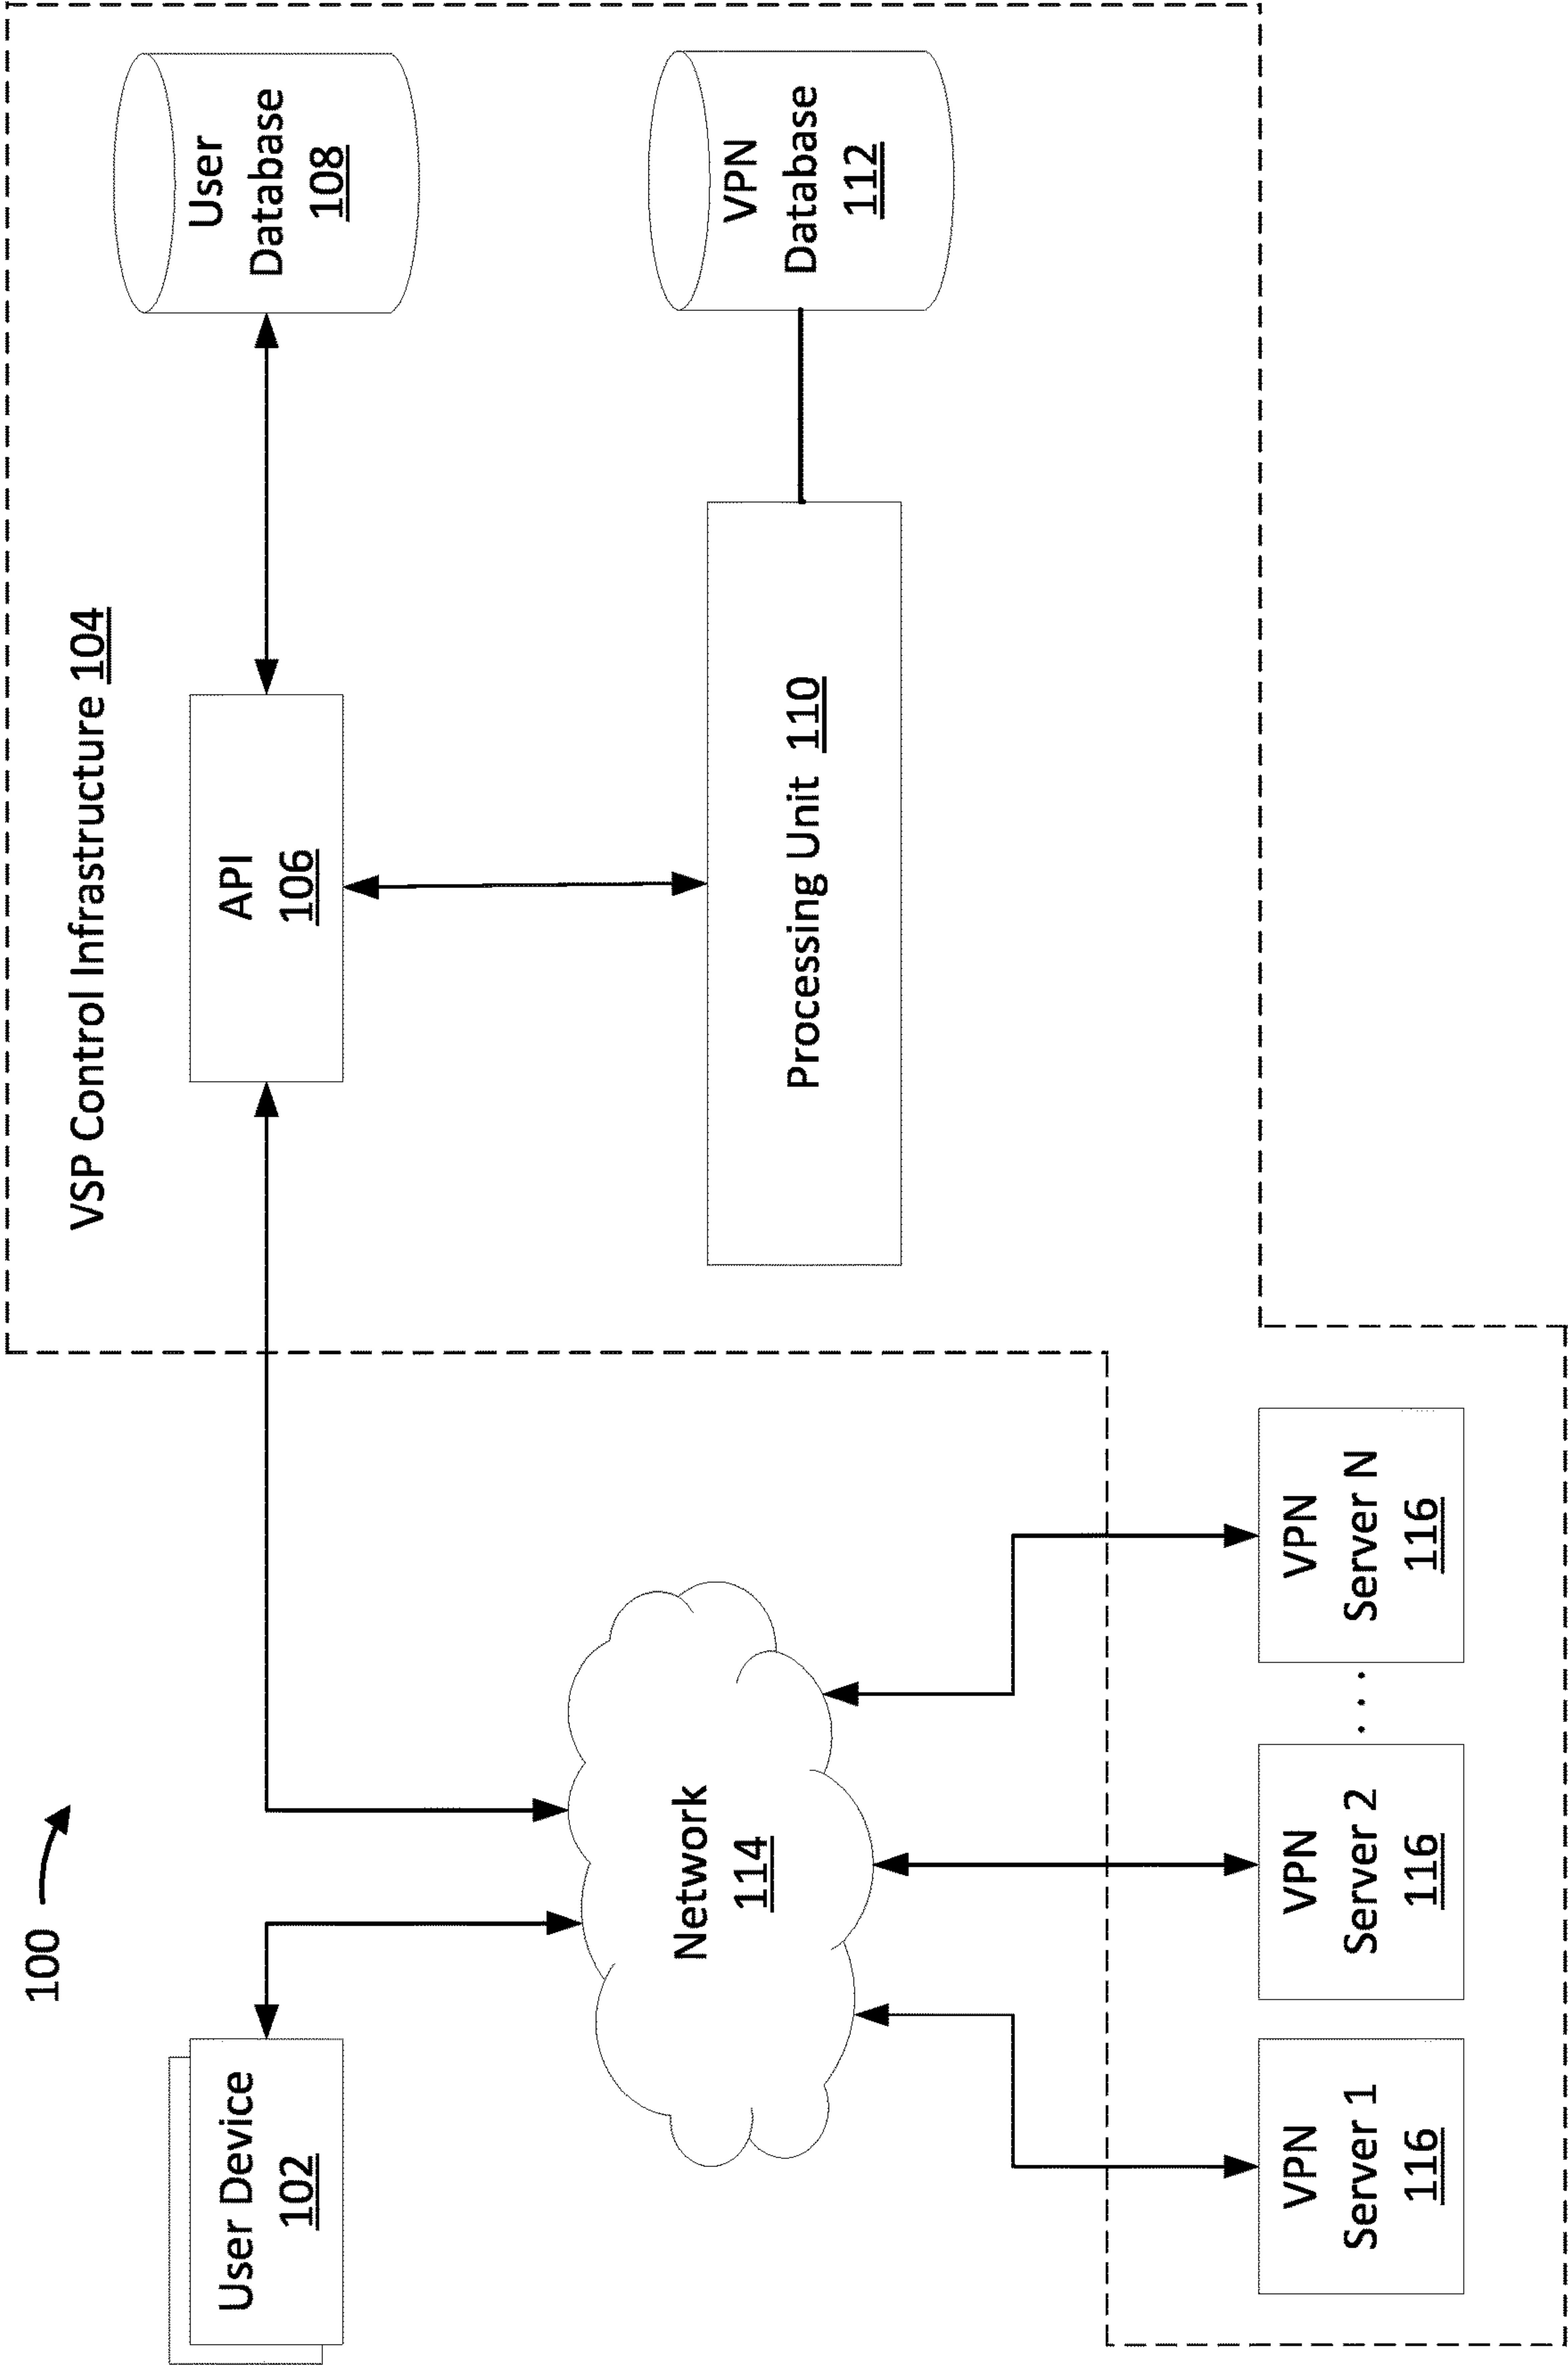 100
VSP Control Infrastructure 104
User Device
102
API
106
User
Database
108
Network
114
Processing Unit 110
VPN
Database
112
VPN
Server 1
116
VPN
Server 2
116
...
VPN
Server N
116